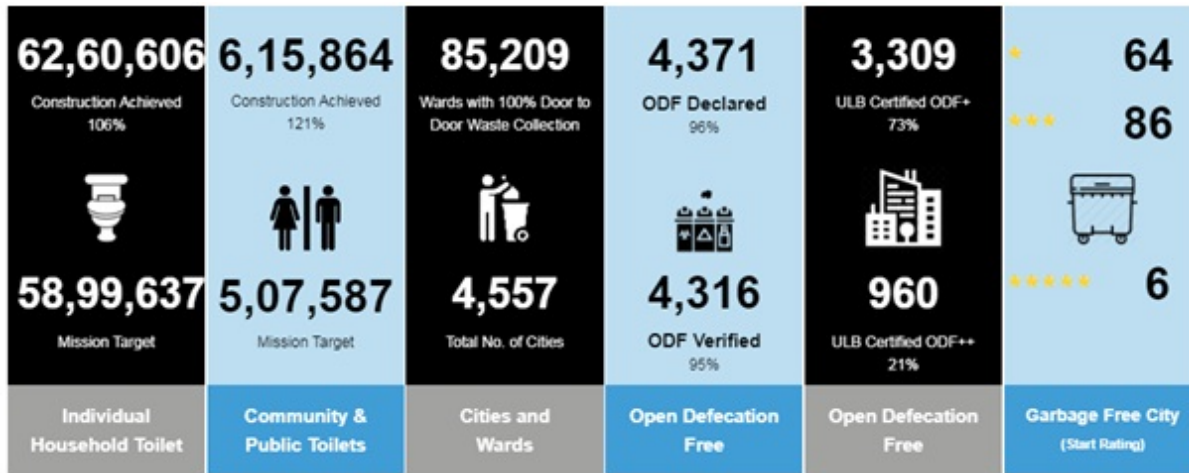 62,60,606
Construction Achieved
106%
58,99,637
Mission Target
Individual
Household Toilet
6,15,864
Construction Achieved
121%
5,07,587
Mission Target
Community &
Public Toilets
85,209
Wards with 100% Door to
Door Waste Collection
4,557
Total No. of Cities
Cities and
Wards
4,371
ODF Declared
96%
4,316
ODF Verified
95%
Open Defecation
Free
3,309
ULB Certified ODF+
73%
960
ULB Certified ODF++
21%
Open Defecation
Free
64
86
6
Garbage Free City
(Start Rating)